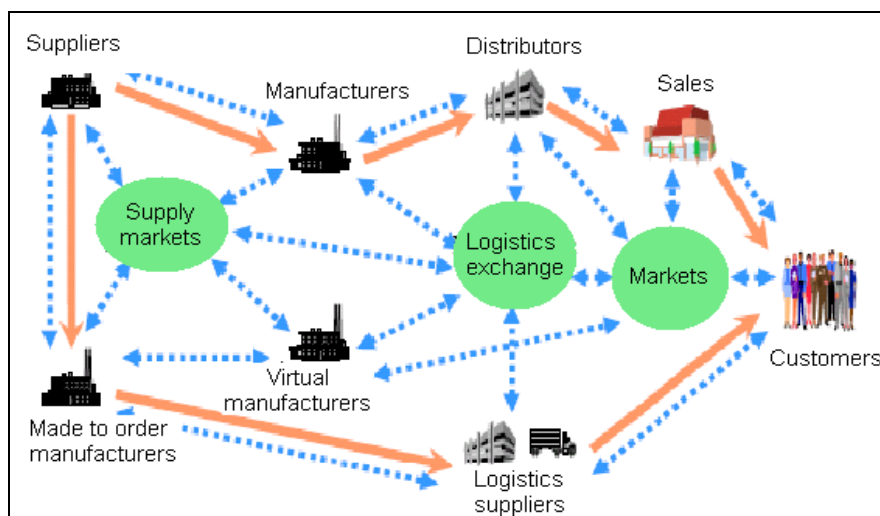 Suppliers
Distributors
Sales
Manufacturers
Supply
markets
Logistics
exchange
Markets
Customers
Virtual
manufacturers
Made to order
manufacturers
Logistics
suppliers